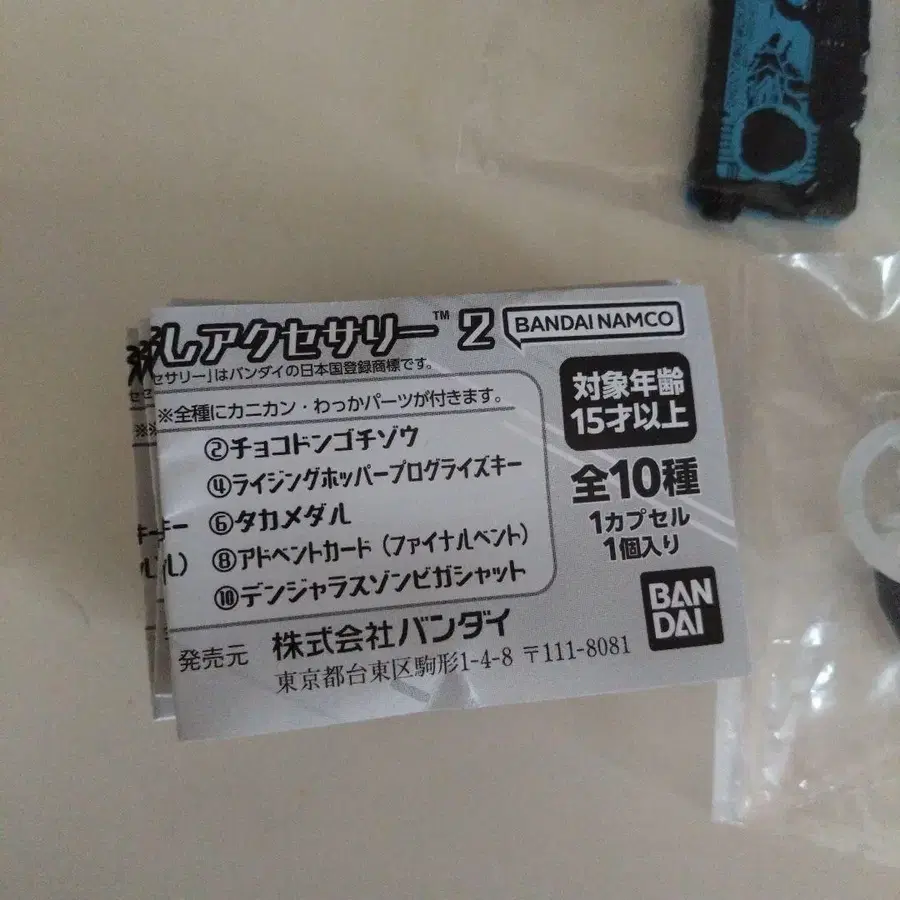 しアクセサリー™ 2
BANDAI NAMCO
セサリー」はバンダイの日本国登録商標です。
※全種にカニカン・わっかパーツが付きます。
②チョコドンゴチゾウ
④ライジングホッパープログライズキー
⑥タカメダル
⑧アドベントカード（ファイナルベント）
⑩デンジャラスゾンビガシャット
対象年齢
15才以上
全10種
1カプセル
1個入り
BAN
DAI
発売元 株式会社バンダイ
東京都台東区駒形1-4-8 〒111-8081